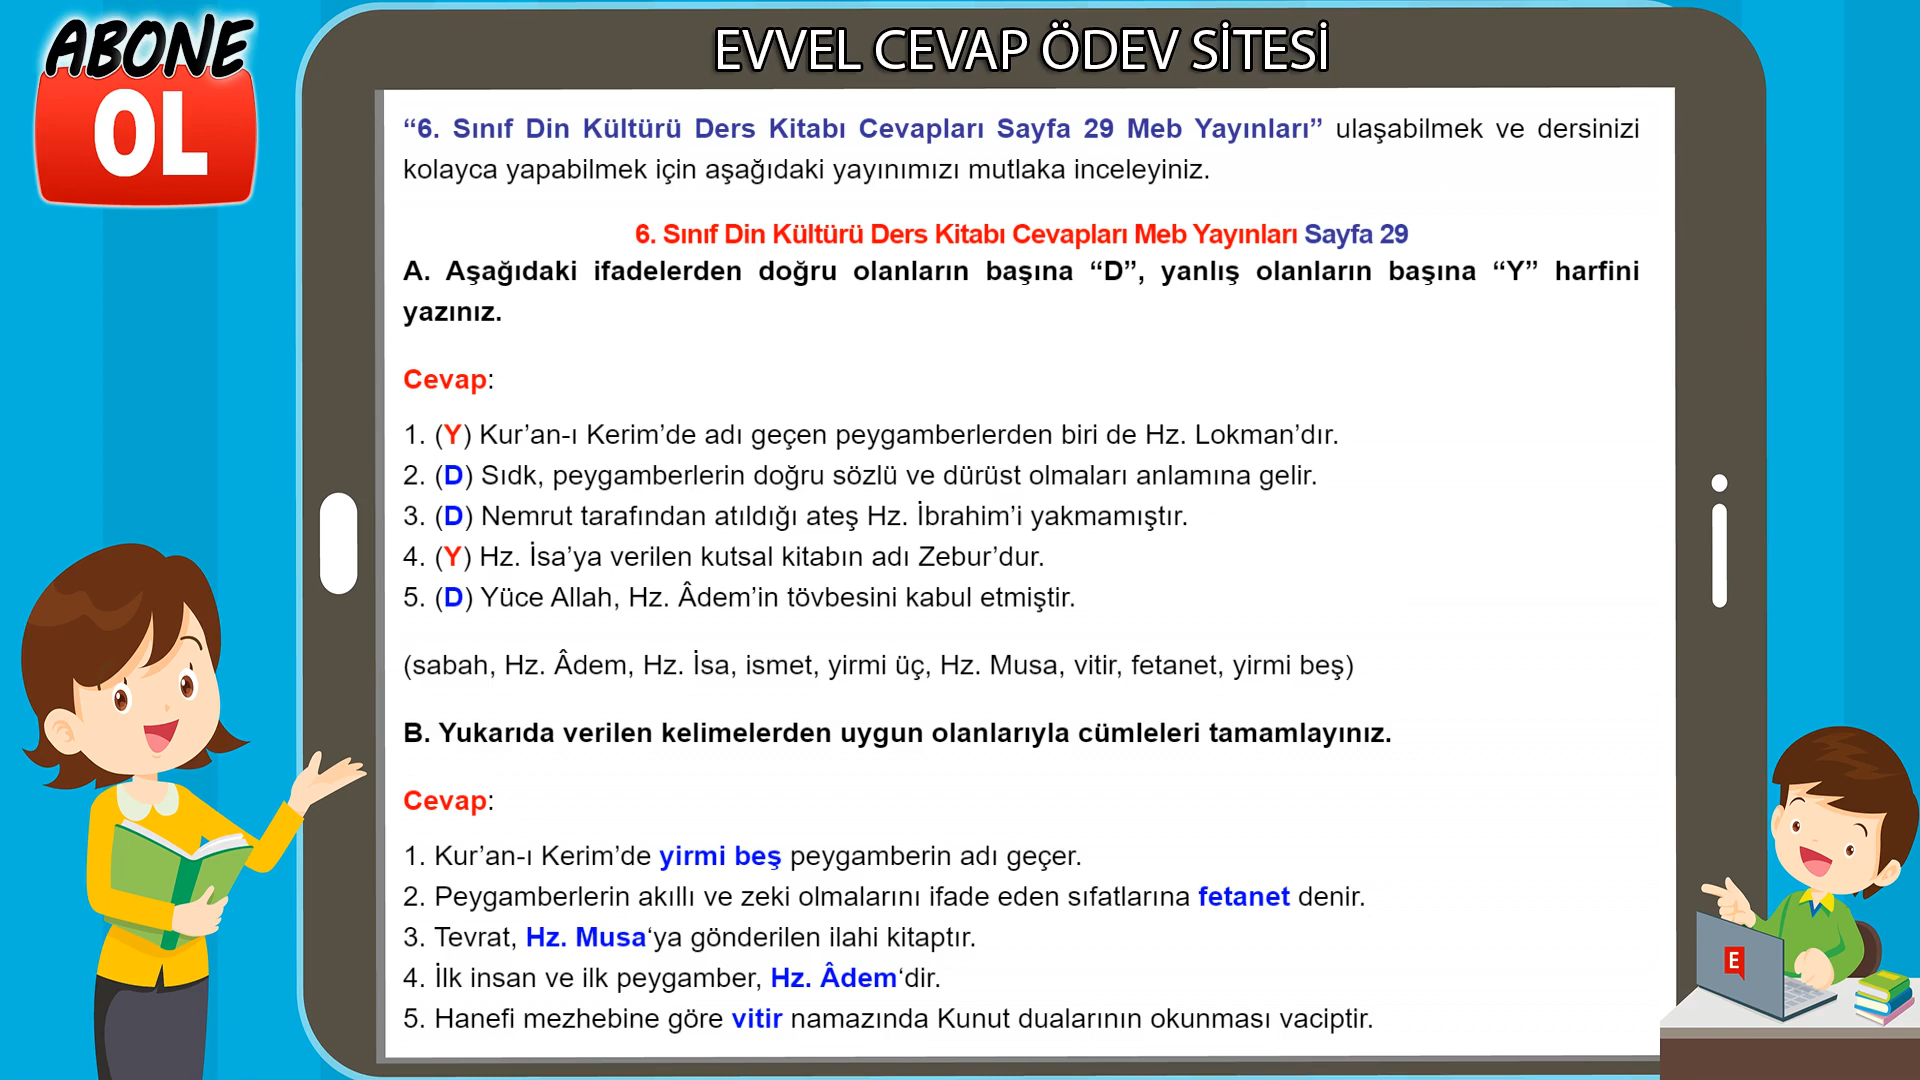 ABONE
OL
EVVEL CEVAP ÖDEV SİTESİ
“6. Sınıf Din Kültürü Ders Kitabı Cevapları Sayfa 29 Meb Yayınları” ulaşabilmek ve dersinizi
kolayca yapabilmek için aşağıdaki yayınımızı mutlaka inceleyiniz.
6. Sınıf Din Kültürü Ders Kitabı Cevapları Meb Yayınları Sayfa 29
A. Aşağıdaki ifadelerden doğru olanların başına “D”, yanlış olanların başına “Y” harfini
yazınız.
Cevap:
1. (Y) Kur’an-ı Kerim’de adı geçen peygamberlerden biri de Hz. Lokman’dır.
2. (D) Sıdk, peygamberlerin doğru sözlü ve dürüst olmaları anlamına gelir.
3. (D) Nemrut tarafından atıldığı ateş Hz. İbrahim’i yakmamıştır.
4. (Y) Hz. İsa’ya verilen kutsal kitabın adı Zebur’dur.
5. (D) Yüce Allah, Hz. Âdem’in tövbesini kabul etmiştir.
(sabah, Hz. Âdem, Hz. İsa, ismet, yirmi üç, Hz. Musa, vitir, fetanet, yirmi beş)
B. Yukarıda verilen kelimelerden uygun olanlarıyla cümleleri tamamlayınız.
Cevap:
1. Kur’an-ı Kerim’de yirmi beş peygamberin adı geçer.
2. Peygamberlerin akıllı ve zeki olmalarını ifade eden sıfatlarına fetanet denir.
3. Tevrat, Hz. Musa‘ya gönderilen ilahi kitaptır.
4. İlk insan ve ilk peygamber, Hz. Âdem‘dir.
5. Hanefi mezhebine göre vitir namazında Kunut dualarının okunması vaciptir.
E